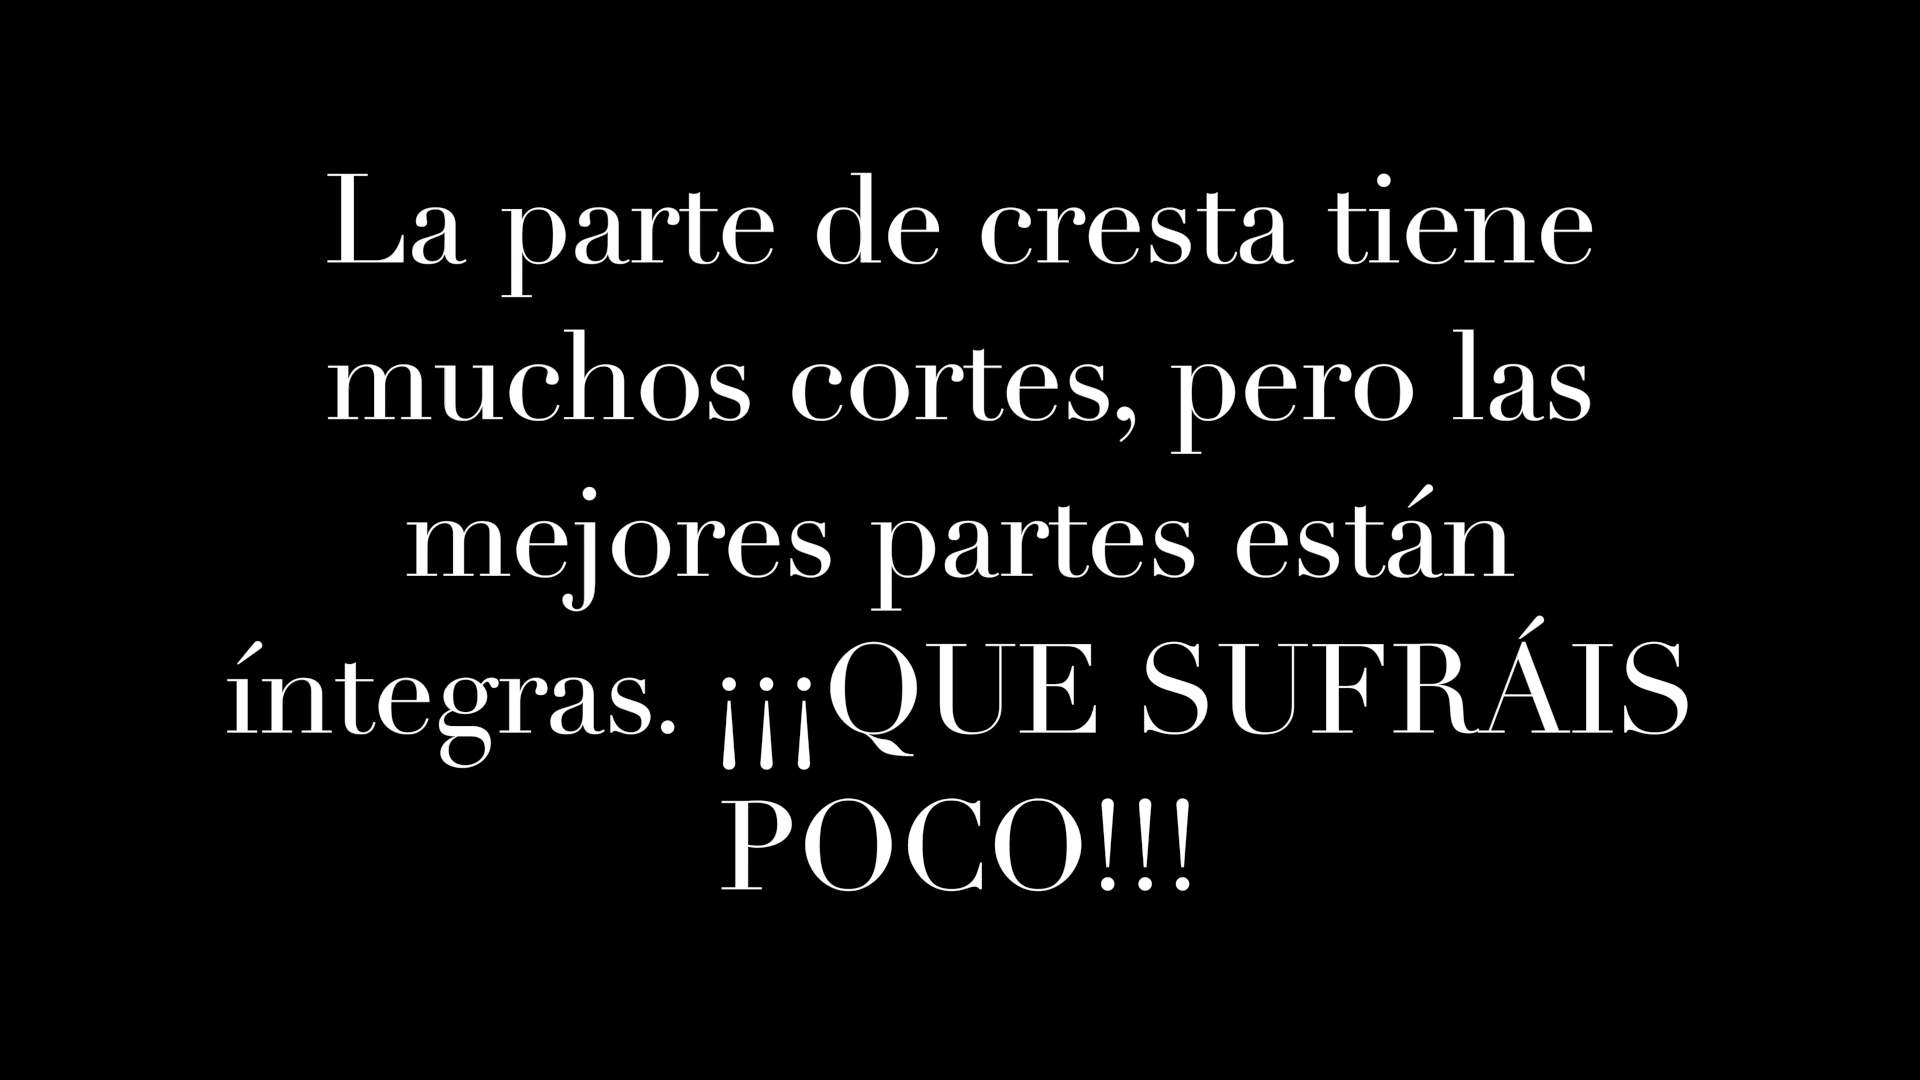 La parte de cresta tiene
muchos cortes, pero las
mejores partes están
íntegras. ¡¡¡QUE SUFRÁIS
POCO!!!